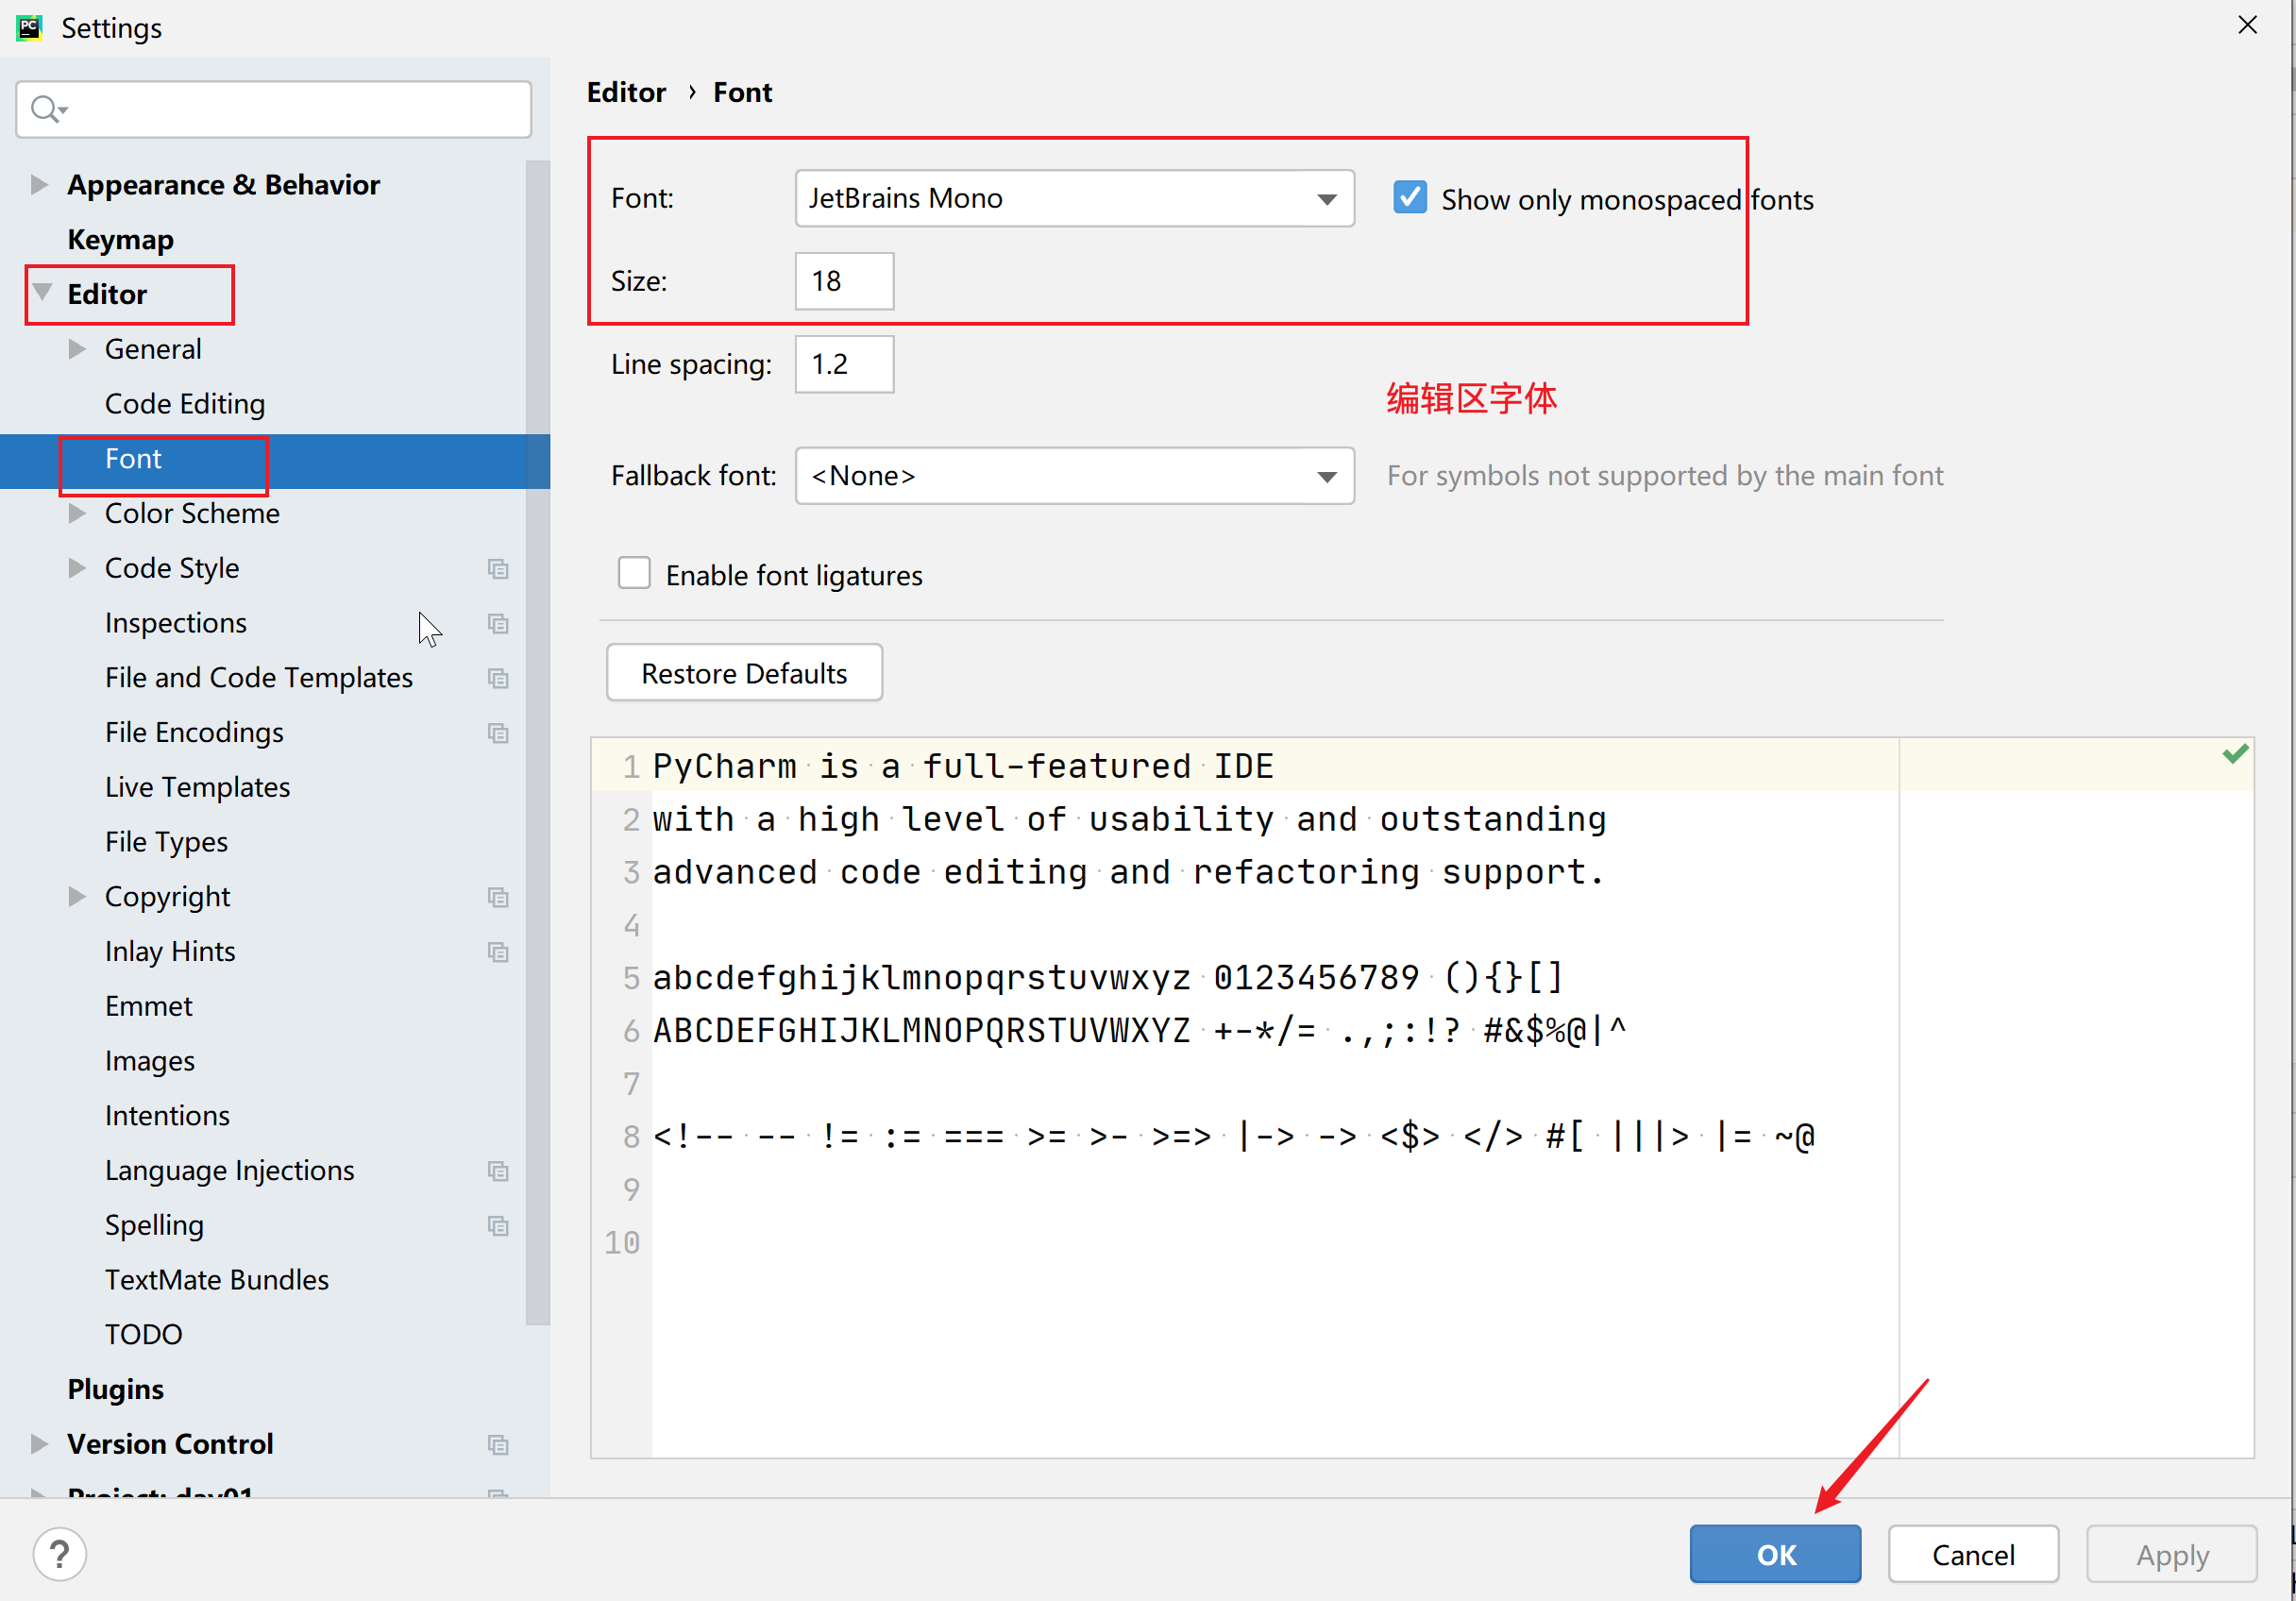 PC Settings
Appearance & Behavior
Keymap
Editor
General
Code Editing
Font
Color Scheme
Code Style
Inspections
File and Code Templates
File Encodings
Live Templates
File Types
Copyright
Inlay Hints
Emmet
Images
Intentions
Language Injections
Spelling
TextMate Bundles
TODO
Plugins
Version Control
Project: day01
Editor › Font
Font: JetBrains Mono Show only monospaced fonts
Size: 18
Line spacing: 1.2
编辑区字体
Fallback font: <None> For symbols not supported by the main font
Enable font ligatures
Restore Defaults
1 PyCharm is a full-featured IDE
2 with a high level of usability and outstanding
3 advanced code editing and refactoring support.
4
5 abcdefghijklmnopqrstuvwxyz 0123456789 (){}[]
6 ABCDEFGHIJKLMNOPQRSTUVWXYZ +-*/= .,;:!? #&$%@|^
7
8 <!-- -- != := === >= >- >=> |-> -> <$> </> #[ |||> |= ~@
9
10
? OK Cancel Apply